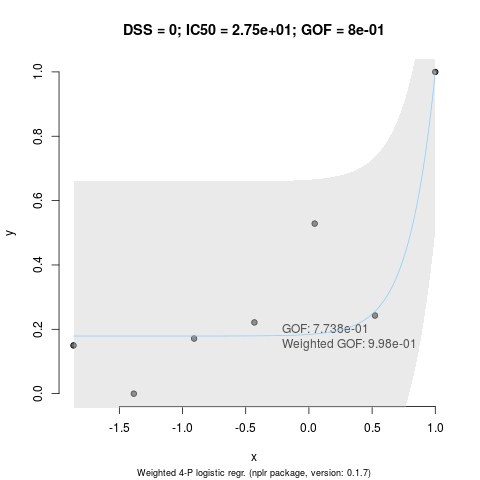 DSS = 0; IC50 = 2.75e+01; GOF = 8e-01
1.0
0.8
0.6
0.4
0.2
0.0
y
GOF: 7.738e-01
Weighted GOF: 9.98e-01
-1.5
-1.0
-0.5
0.0
0.5
1.0
x
Weighted 4-P logistic regr. (nplr package, version: 0.1.7)